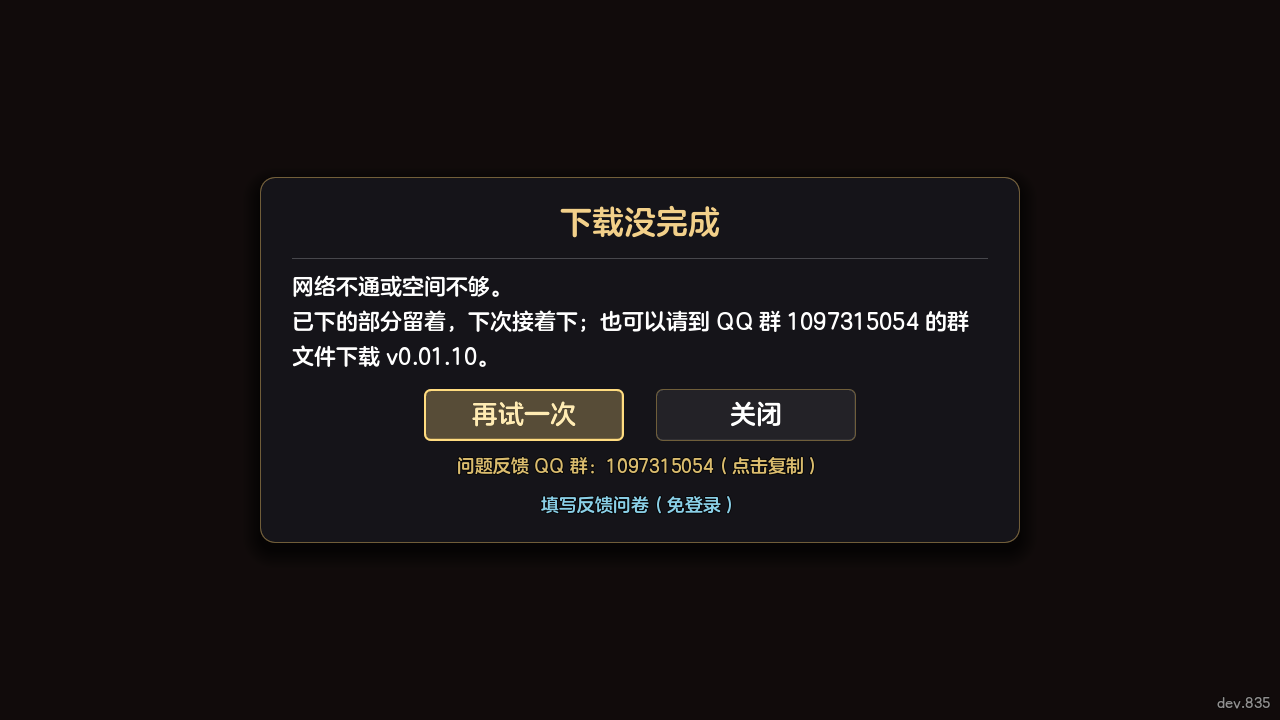 下载没完成
网络不通或空间不够。
已下的部分留着，下次接着下；也可以请到 QQ 群 1097315054 的群
文件下载 v0.01.10。
再试一次
关闭
问题反馈 QQ 群：1097315054（点击复制）
填写反馈问卷（免登录）
dev.835